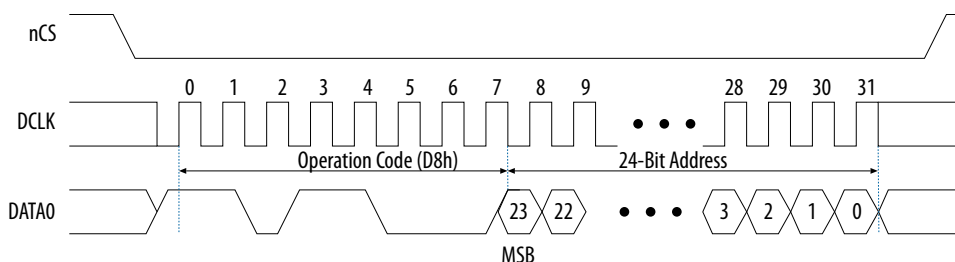 nCS
0 1 2 3 4 5 6 7 8 9 28 29 30 31
DCLK
Operation Code (D8h) 24-Bit Address
DATA0 23 22 3 2 1 0
MSB